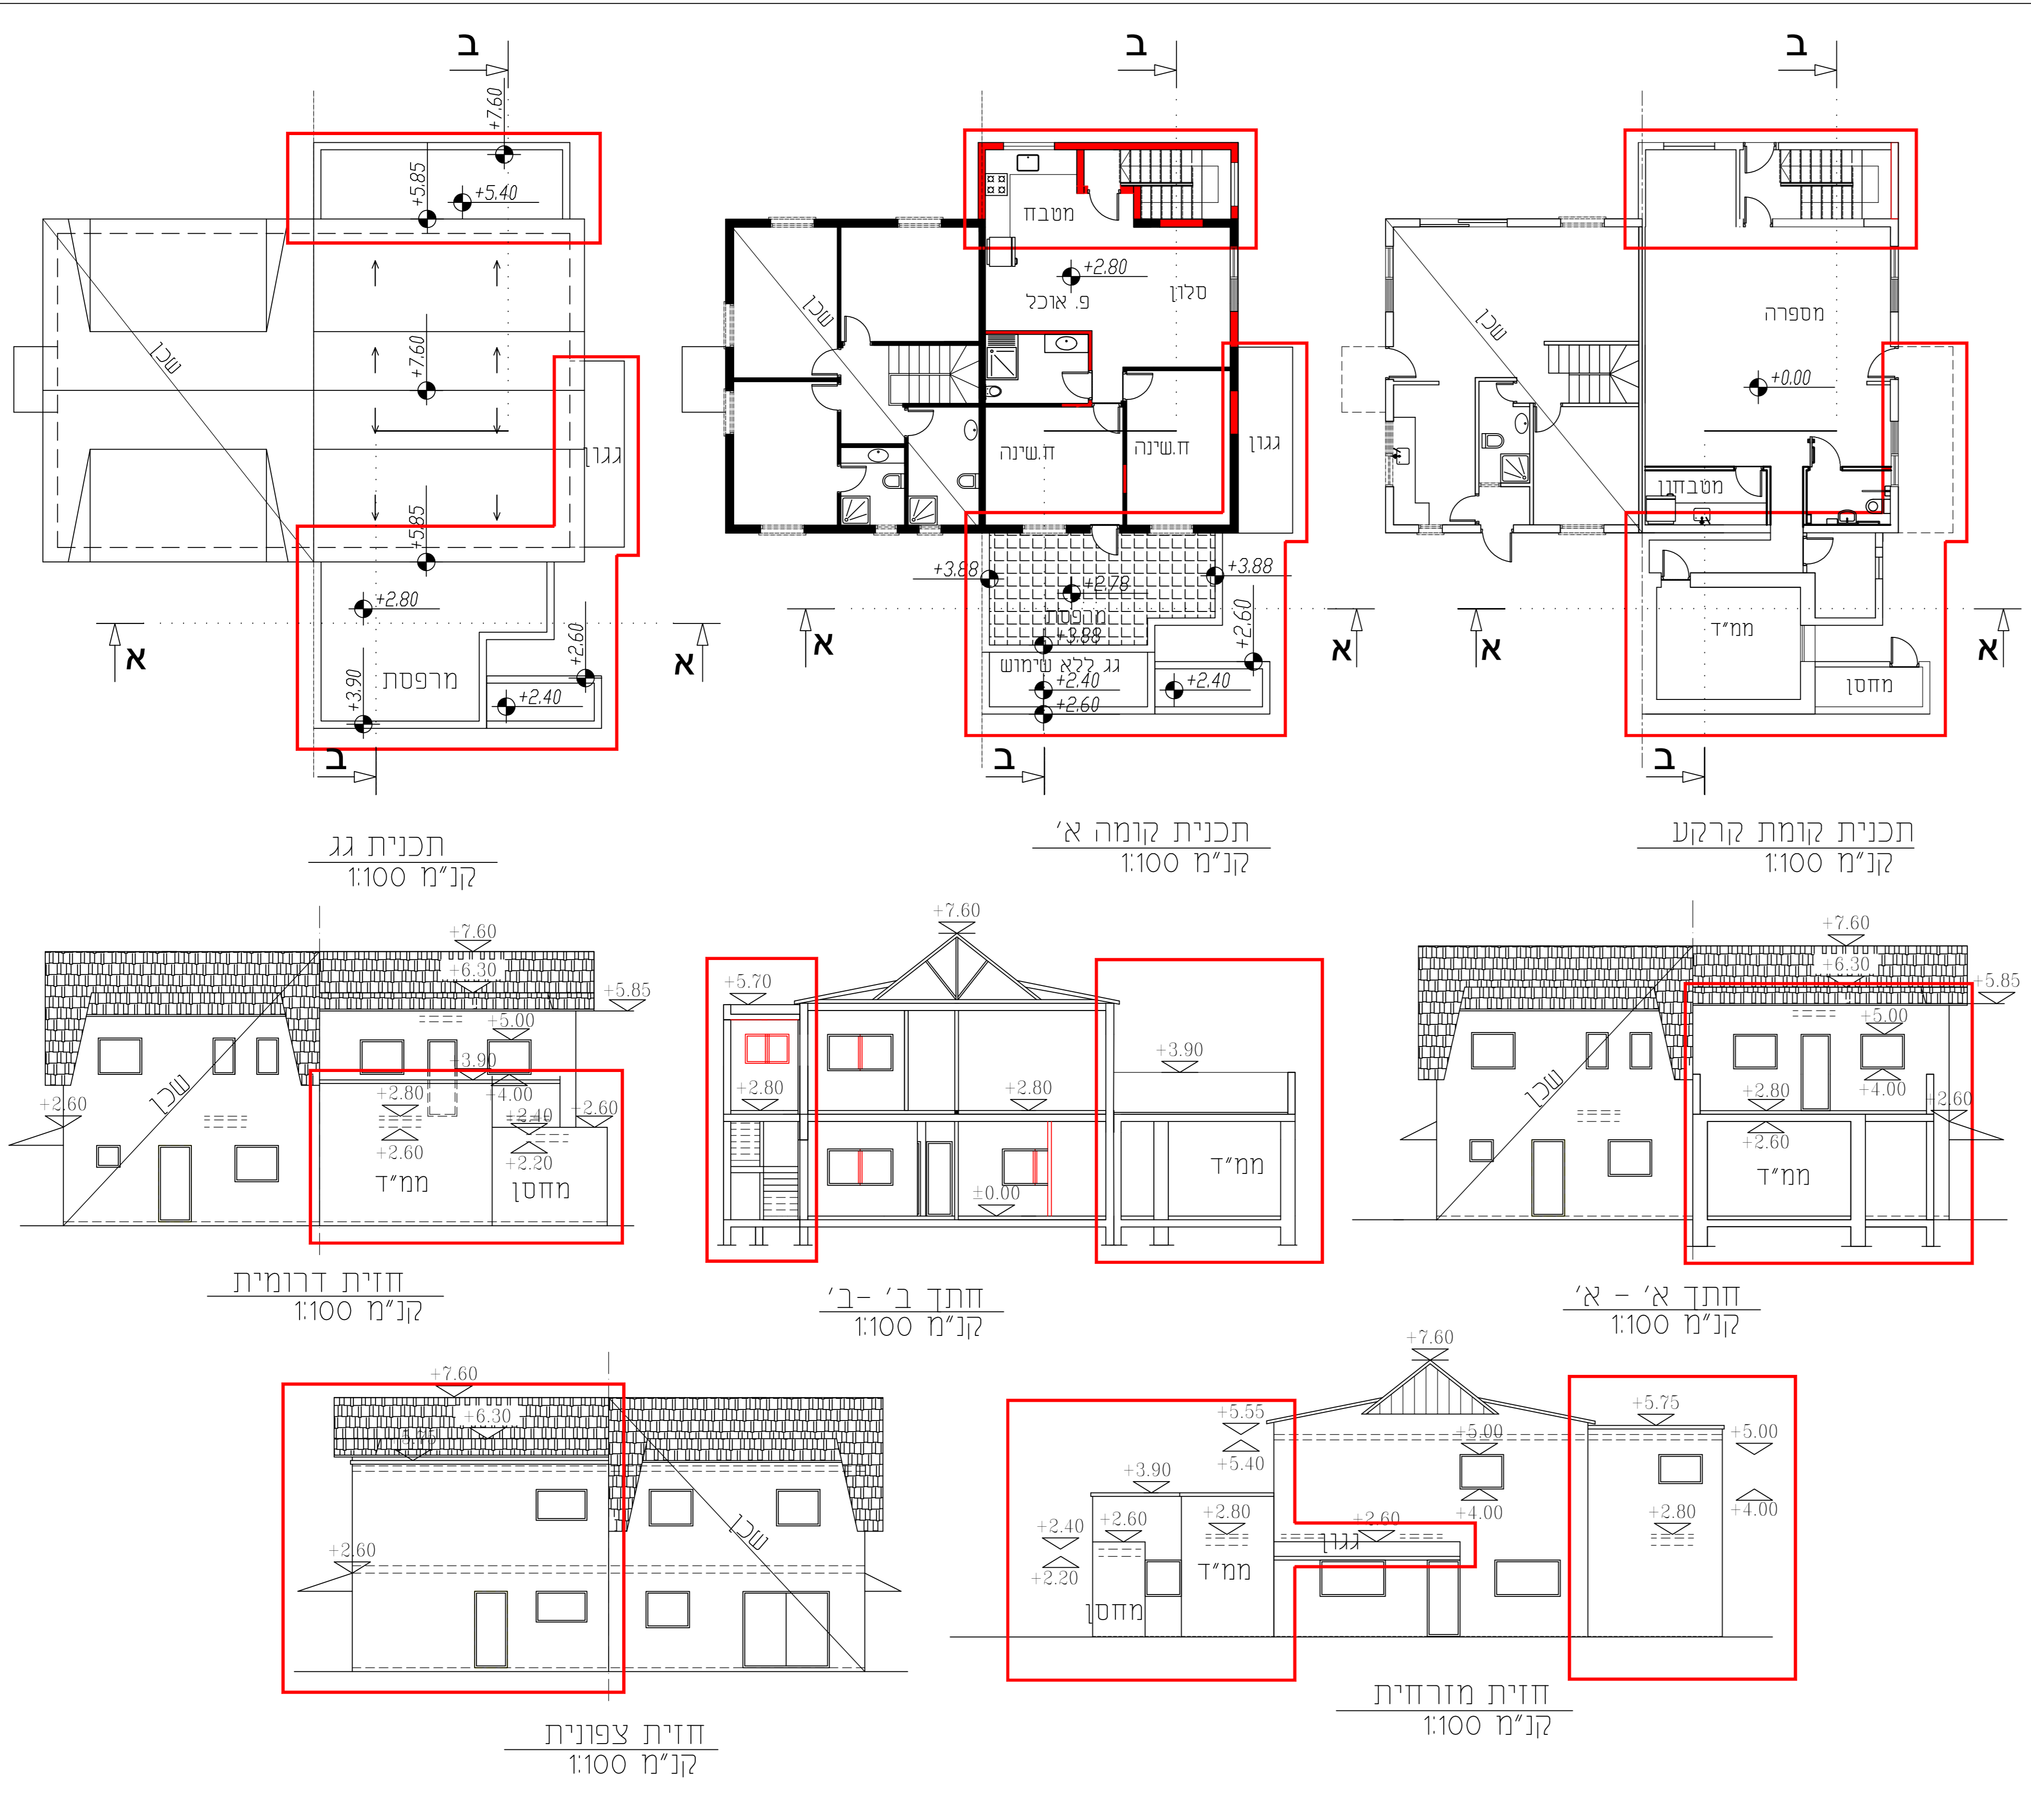 ב
ב
ב
+7.60
+5.85
+5.40
שכן
+7.60
גגון
+5.85
+2.80
+2.60
א
א
+3.90
מרפסת
+2.40
ב
תכנית גג
קנ"מ 1:100
מטבח
+2.80
פ. אוכל
סלון
שכן
ח.שינה
ח.שינה
גגון
+3.88
+2.78
+3.88
מרפסת
+3.88
+2.60
א
א
גג ללא שימוש
+2.40
+2.40
+2.60
ב
תכנית קומה א'
קנ"מ 1:100
מספרה
שכן
+0.00
מטבחנו
א
א
ממ"ד
מחסן
ב
תכנית קומת קרקע
קנ"מ 1:100
+7.60
+6.30
+5.85
+5.00
+3.90
שכן
+2.60
+2.80
+4.00
+2.40
+2.60
+2.60
+2.20
ממ"ד
מחסן
חזית דרומית
קנ"מ 1:100
+7.60
+5.70
+3.90
+2.80
+2.80
ממ"ד
±0.00
חתך ב' -ב'
קנ"מ 1:100
+7.60
+6.30
+5.85
+5.00
שכן
+2.80
+4.00
+2.60
+2.60
ממ"ד
חתך א' - א'
קנ"מ 1:100
+7.60
+6.30
+5.75
שכן
+2.60
חזית צפונית
קנ"מ 1:100
+7.60
+5.55
+5.75
+5.00
+5.00
+5.40
+3.90
+4.00
+4.00
+2.40
+2.60
+2.80
+2.60
+2.80
גגון
+2.20
ממ"ד
מחסן
חזית מזרחית
קנ"מ 1:100